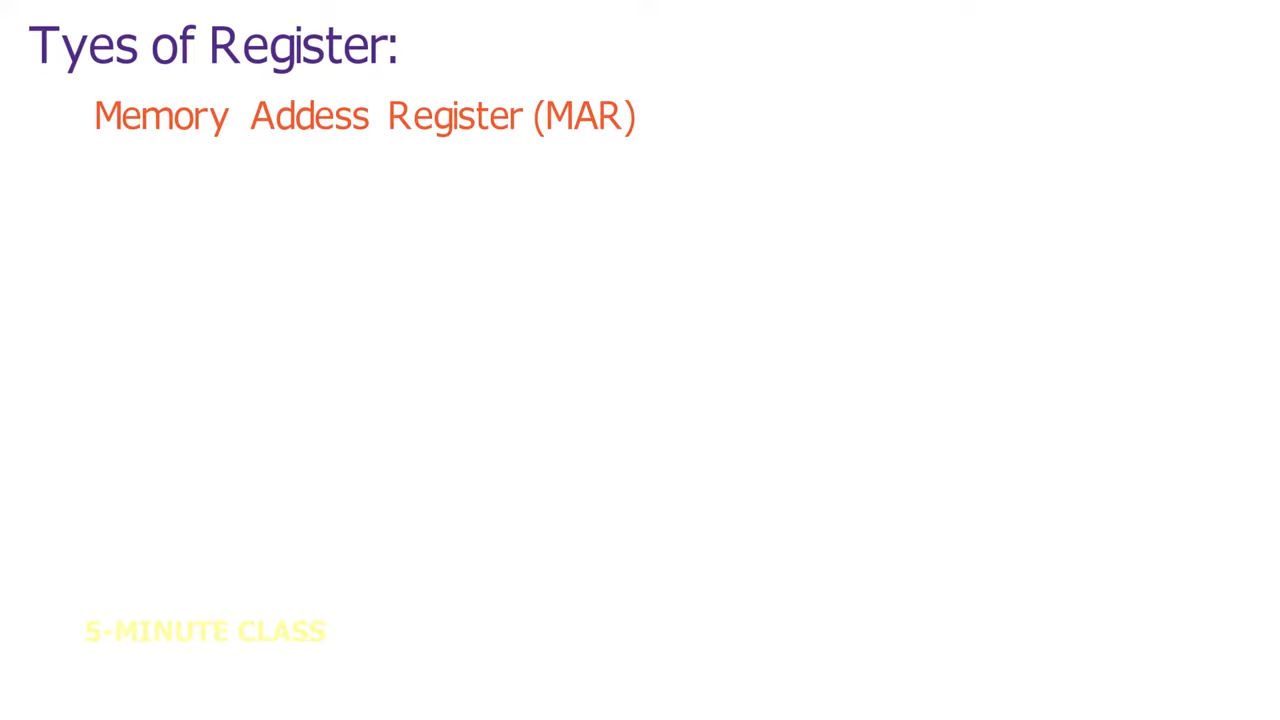 Tyes of Register:
Memory Addess Register (MAR)
5-MINUTE CLASS